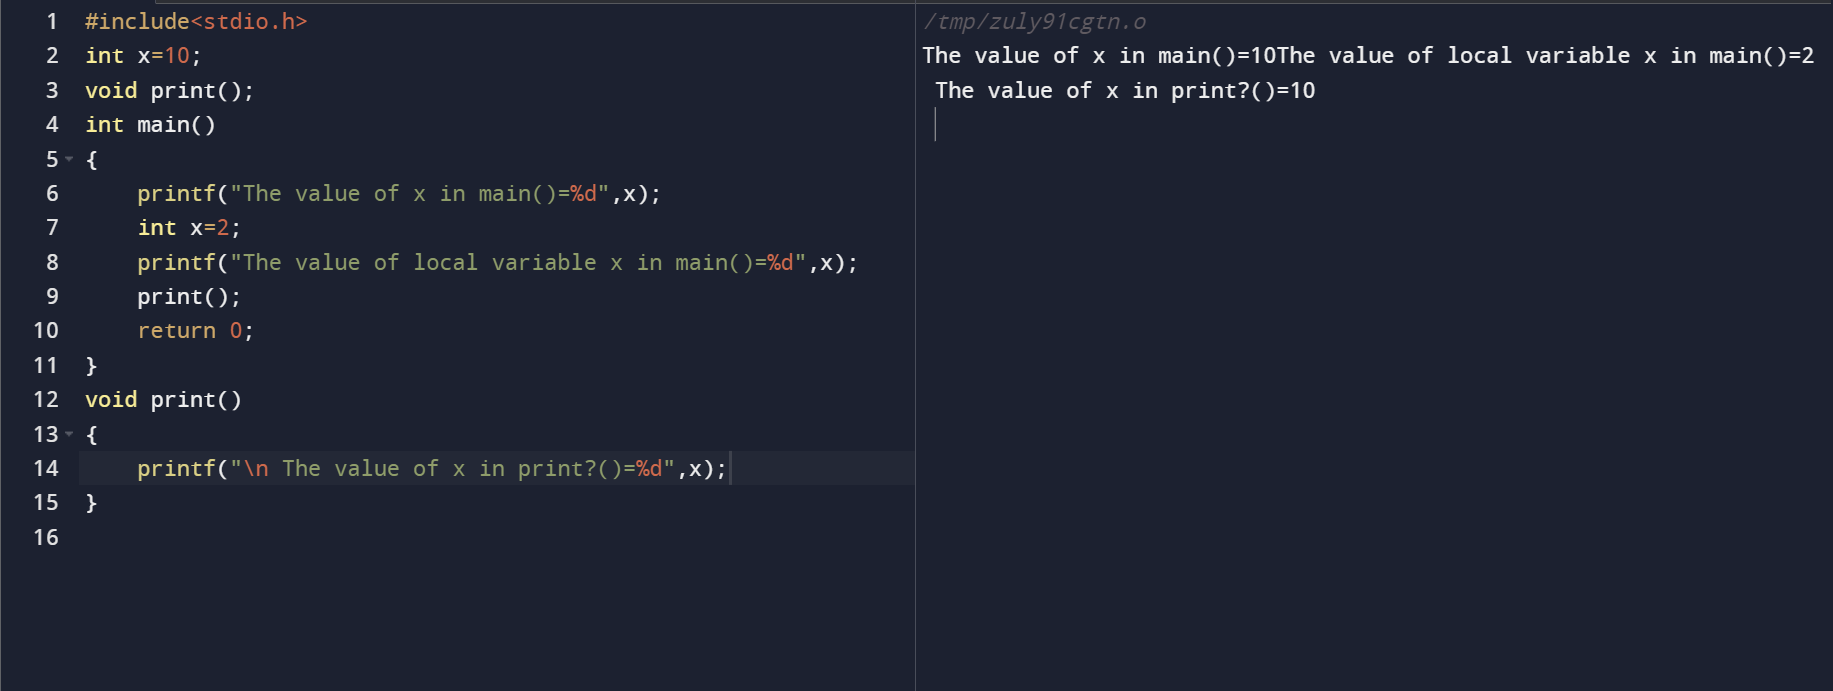 1 #include<stdio.h>
2 int x=10;
3 void print();
4 int main()
5 {
6     printf("The value of x in main()=%d",x);
7     int x=2;
8     printf("The value of local variable x in main()=%d",x);
9     print();
10     return 0;
11 }
12 void print()
13 {
14     printf("\n The value of x in print?()=%d",x);
15 }
16
/tmp/zuly91cgtn.o
The value of x in main()=10The value of local variable x in main()=2
 The value of x in print?()=10